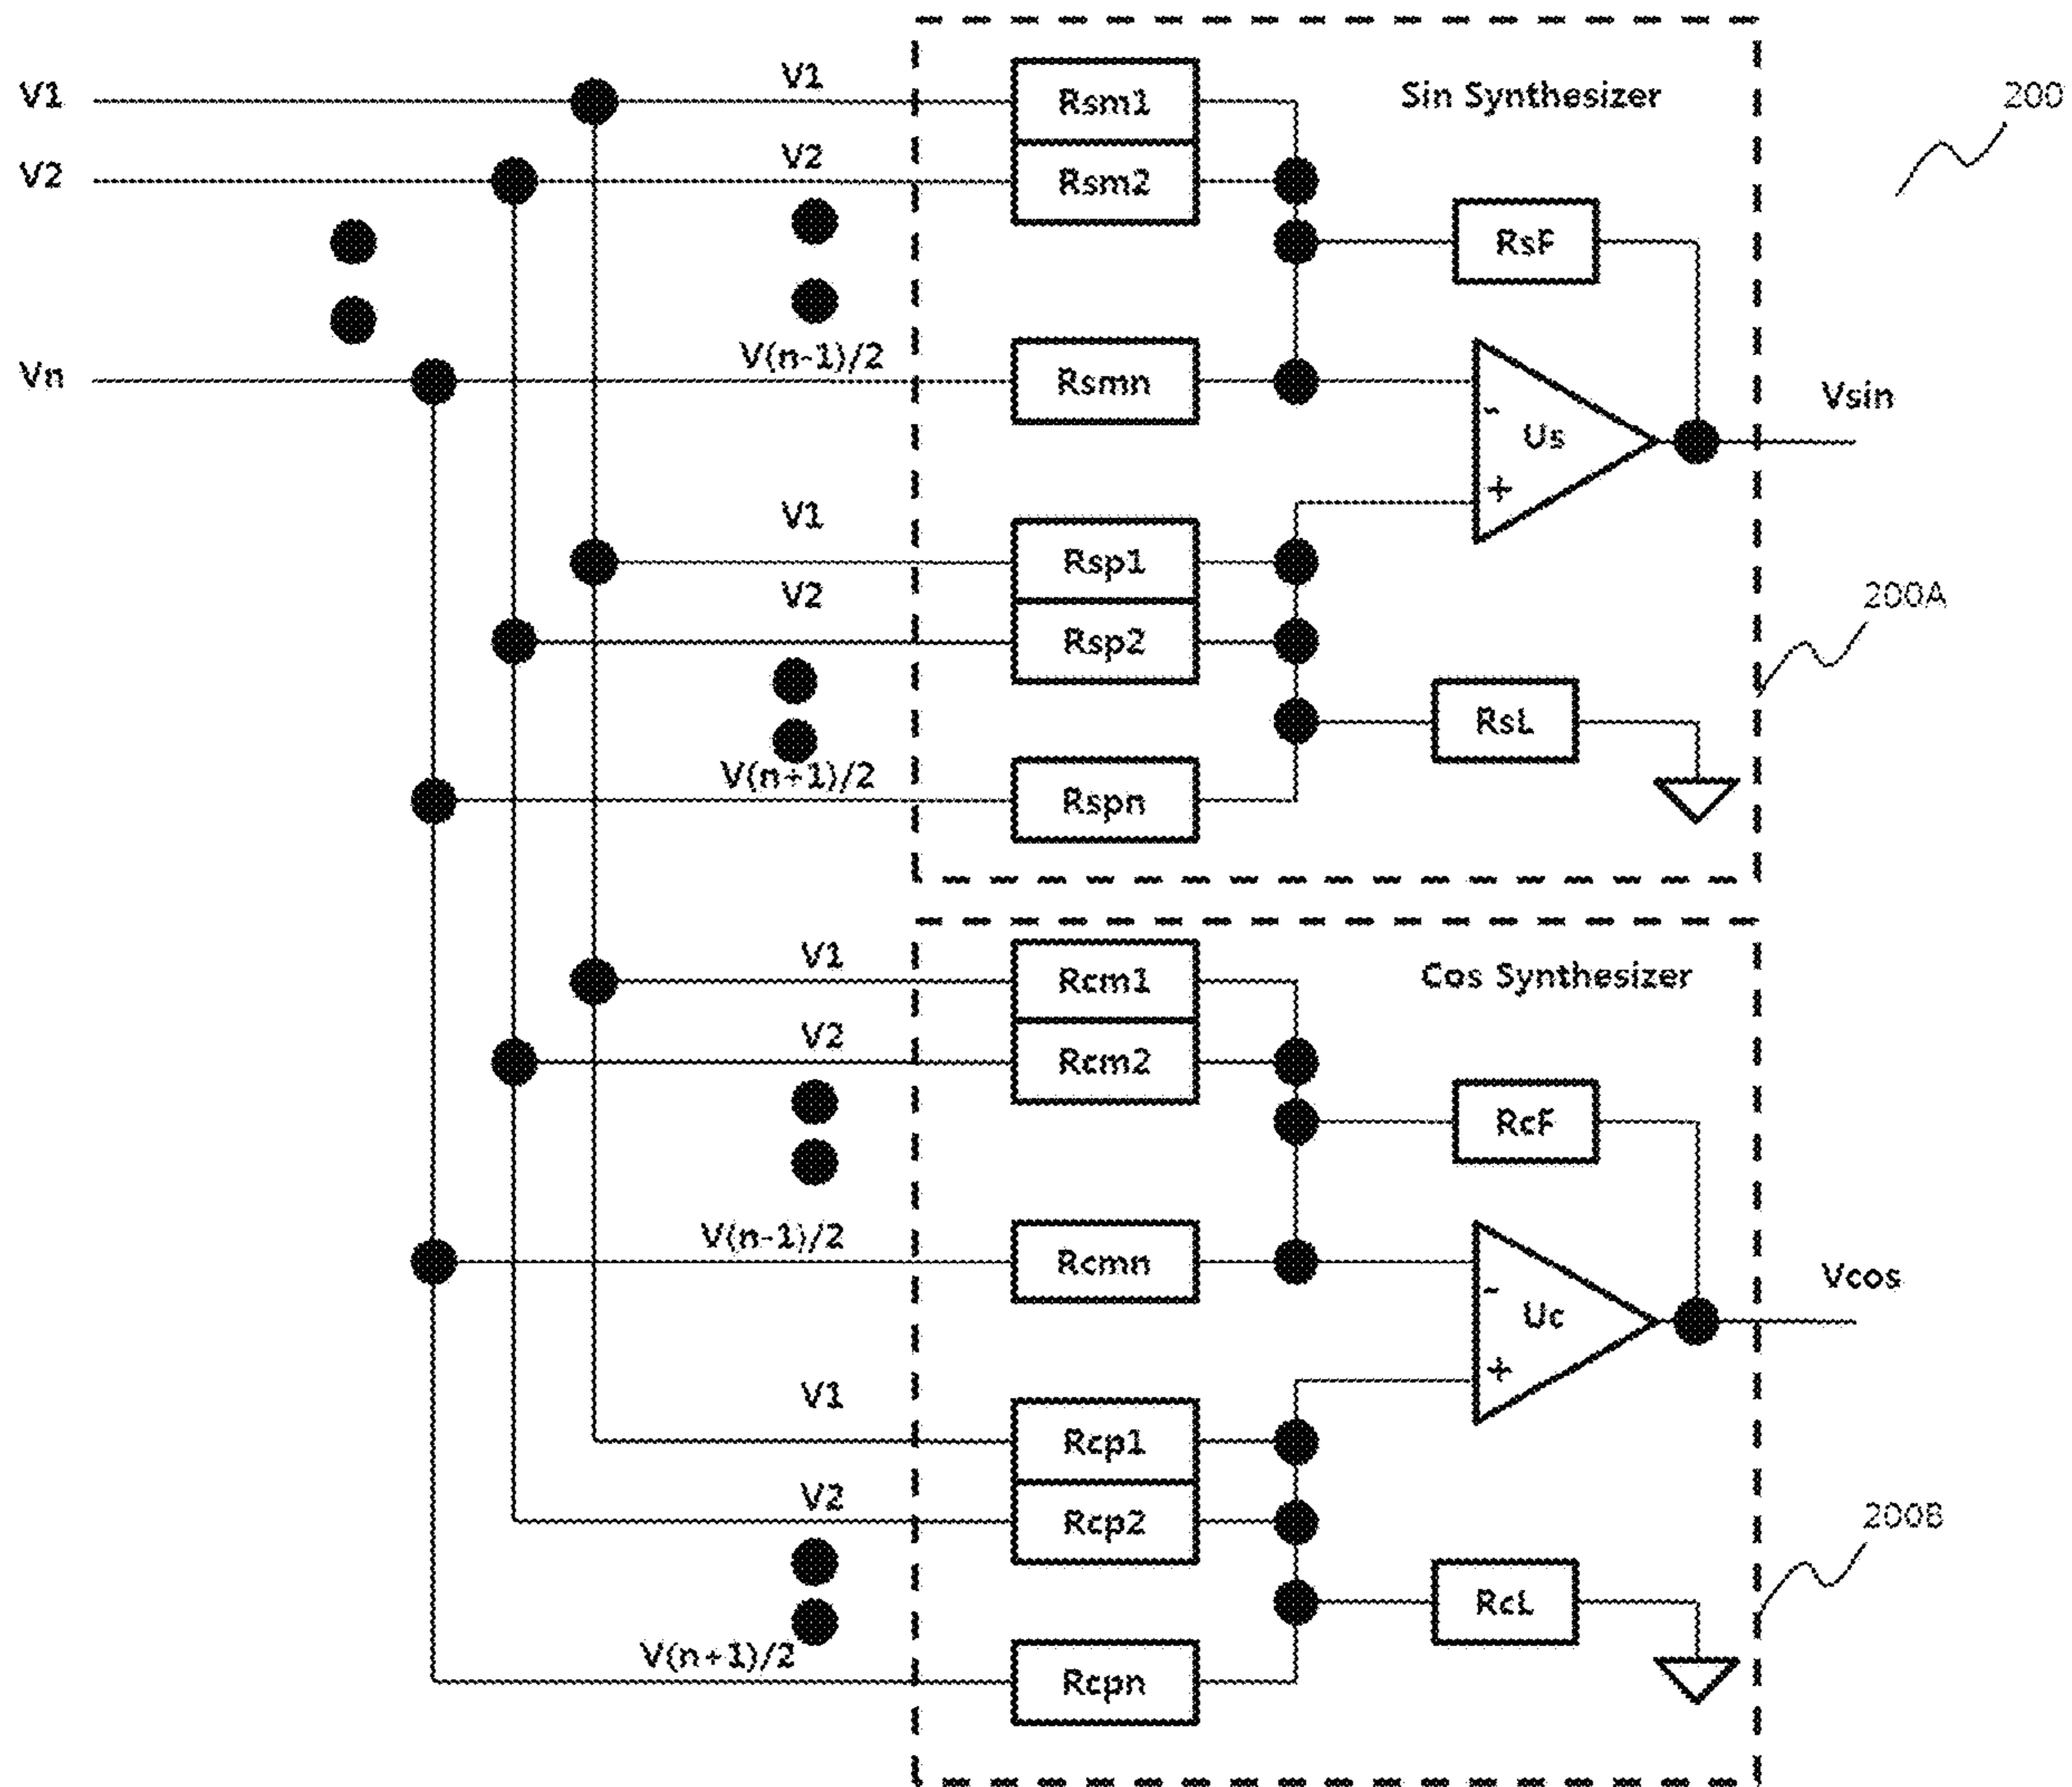 V1
V1
Rsm1
Sin Synthesizer
200
V2
V2
Rsm2
RsF
Vn
V(n-1)/2
Rsmn
-
Us
+
Vsin
V1
Rsp1
V2
Rsp2
200A
RsL
V(n+1)/2
Rspn
V1
Rcm1
Cos Synthesizer
V2
Rcm2
RcF
V(n-1)/2
Rcmn
-
Uc
+
Vcos
V1
Rcp1
V2
Rcp2
200B
RcL
V(n+1)/2
Rcpn